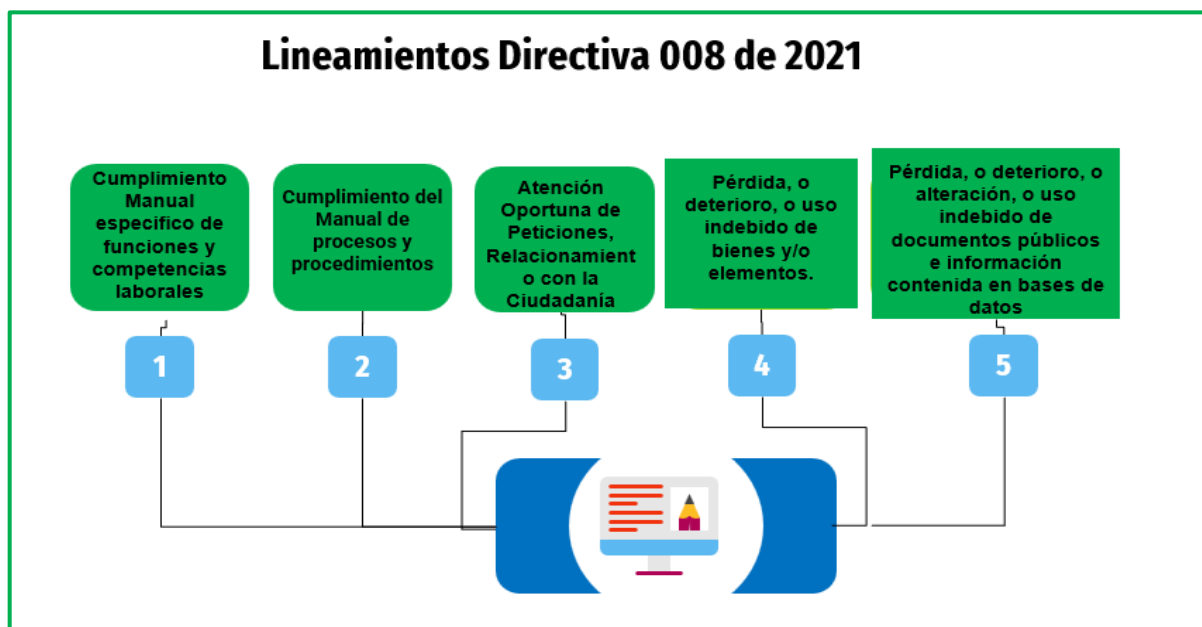 Lineamientos Directiva 008 de 2021
Cumplimiento
Manual
especifico de
funciones y
competencias
laborales
Cumplimiento del
Manual de
procesos y
procedimientos
Atención
Oportuna de
Peticiones,
Relacionamient
o con la
Ciudadanía
Pérdida, o
deterioro, o uso
indebido de
bienes y/o
elementos.
Pérdida, o deterioro, o
alteración, o uso
indebido de
documentos públicos
e información
contenida en bases de
datos
1
2
3
4
5